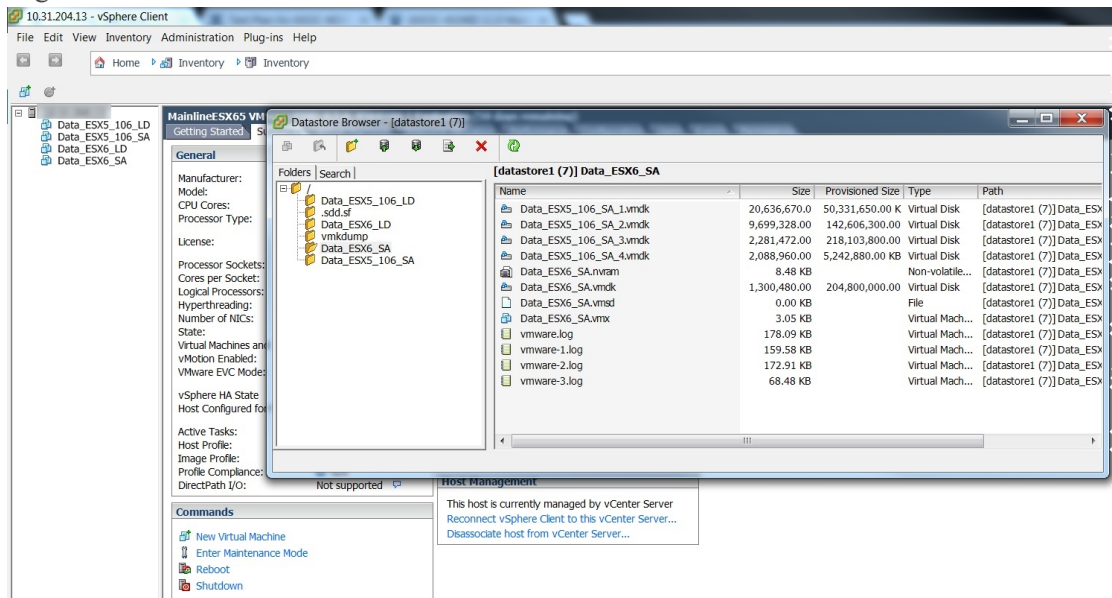 10.31.204.13 - vSphere Client
File Edit View Inventory Administration Plug-ins Help
Home Inventory Inventory
Data_ESX5_106_LD
Data_ESX5_106_SA
Data_ESX6_LD
Data_ESX6_SA
MainlineESX65 VM
Getting Started
General
Manufacturer:
Model:
CPU Cores:
Processor Type:
License:
Processor Sockets:
Cores per Socket:
Logical Processors:
Hyperthreading:
Number of NICs:
State:
Virtual Machines and
vMotion Enabled:
VMware EVC Mode:
vSphere HA State
Host Configured fo
Active Tasks:
Host Profile:
Image Profile:
Profile Compliance:
DirectPath I/O: Not supported
Commands
New Virtual Machine
Enter Maintenance Mode
Reboot
Shutdown
Datastore Browser - [datastore1 (7)]
Folders Search
/
Data_ESX5_106_LD
.sdd.sf
Data_ESX6_LD
vmkdump
Data_ESX6_SA
Data_ESX5_106_SA
[datastore1 (7)] Data_ESX6_SA
Name Size Provisioned Size Type Path
Data_ESX5_106_SA_1.vmdk 20,636,670.0 50,331,650.00 K Virtual Disk [datastore1 (7)] Data_ESX
Data_ESX5_106_SA_2.vmdk 9,699,328.00 142,606,300.00 Virtual Disk [datastore1 (7)] Data_ESX
Data_ESX5_106_SA_3.vmdk 2,281,472.00 218,103,800.00 Virtual Disk [datastore1 (7)] Data_ESX
Data_ESX5_106_SA_4.vmdk 2,088,960.00 5,242,880.00 KB Virtual Disk [datastore1 (7)] Data_ESX
Data_ESX6_SA.nvram 8.48 KB Non-volatile... [datastore1 (7)] Data_ESX
Data_ESX6_SA.vmdk 1,300,480.00 204,800,000.00 Virtual Disk [datastore1 (7)] Data_ESX
Data_ESX6_SA.vmsd 0.00 KB File [datastore1 (7)] Data_ESX
Data_ESX6_SA.vmx 3.05 KB Virtual Mach... [datastore1 (7)] Data_ESX
vmware.log 178.09 KB Virtual Mach... [datastore1 (7)] Data_ESX
vmware-1.log 159.58 KB Virtual Mach... [datastore1 (7)] Data_ESX
vmware-2.log 172.91 KB Virtual Mach... [datastore1 (7)] Data_ESX
vmware-3.log 68.48 KB Virtual Mach... [datastore1 (7)] Data_ESX
Host Management
This host is currently managed by vCenter Server
Reconnect vSphere Client to this vCenter Server...
Disassociate host from vCenter Server...